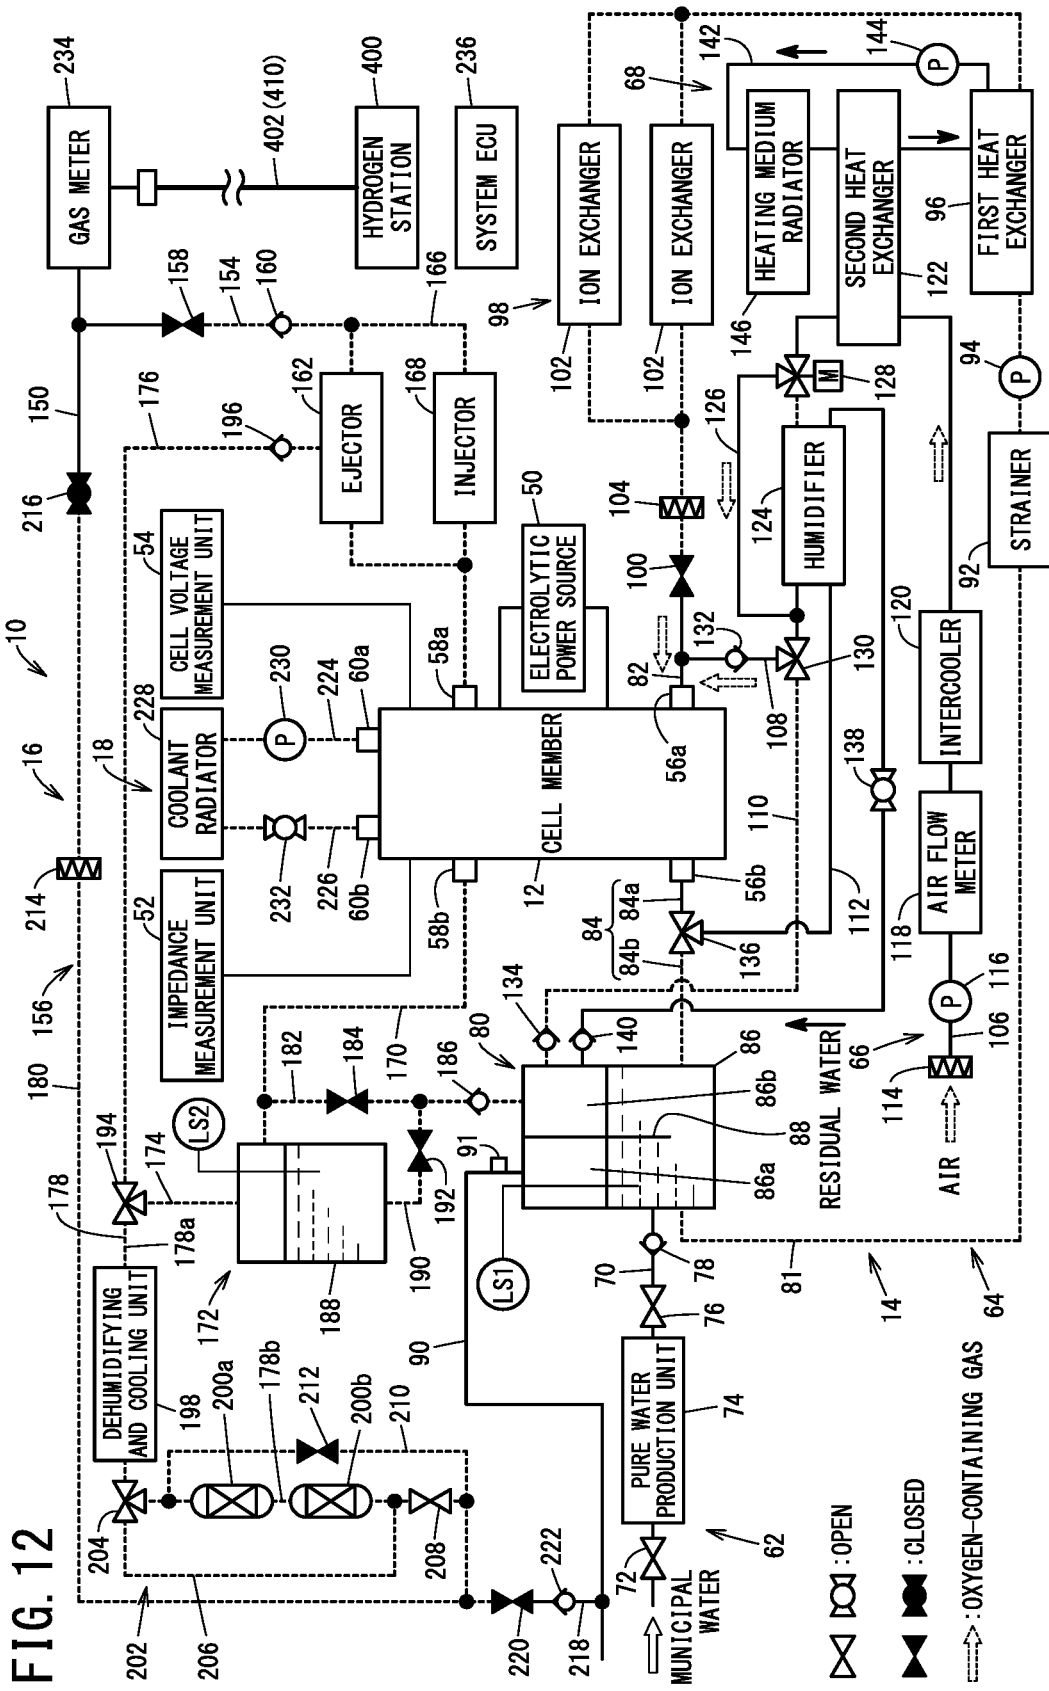 FIG. 12
10
16
18
156
180
214
216
150
176
234
GAS METER
402 (410)
400
HYDROGEN
STATION
236
SYSTEM ECU
158
154
160
166
162
EJECTOR
168
INJECTOR
196
54
CELL VOLTAGE
MEASUREMENT UNIT
228
COOLANT
RADIATOR
52
IMPEDANCE
MEASUREMENT UNIT
230
P
224
60a
232
226
60b
58a
58b
50
ELECTROLYTIC
POWER SOURCE
CELL MEMBER
12
56a
56b
82
84
84a
84b
136
98
ION EXCHANGER
102
ION EXCHANGER
102
104
100
132
108
130
110
112
126
128
M
124
HUMIDIFIER
68
142
144
P
146
HEATING MEDIUM
RADIATOR
SECOND HEAT
EXCHANGER
122
96
FIRST HEAT
EXCHANGER
94
P
92
STRAINER
120
INTERCOOLER
138
118
AIR FLOW
METER
P
116
106
66
114
AIR
RESIDUAL WATER
134
140
80
86
86b
86a
88
91
LS1
90
81
14
64
182
184
170
186
192
190
188
172
LS2
194
174
178
178a
DEHUMIDIFYING
AND COOLING UNIT
198
200a
178b
212
200b
210
204
202
206
208
220
222
218
70
78
76
PURE WATER
PRODUCTION UNIT
74
72
62
MUNICIPAL
WATER
:OPEN
:CLOSED
:OXYGEN-CONTAINING GAS